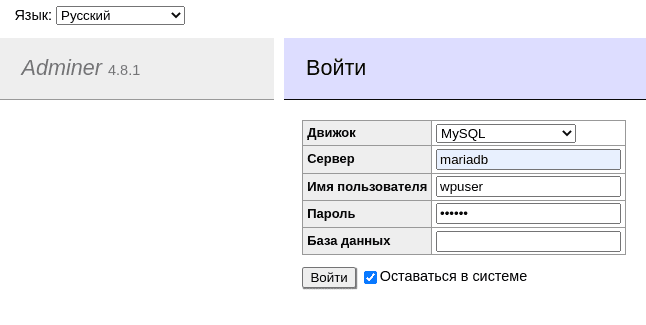 Язык: Русский
Adminer 4.8.1
Войти
Движок MySQL
Сервер mariadb
Имя пользователя wpuser
Пароль ••••••
База данных
Войти Оставаться в системе